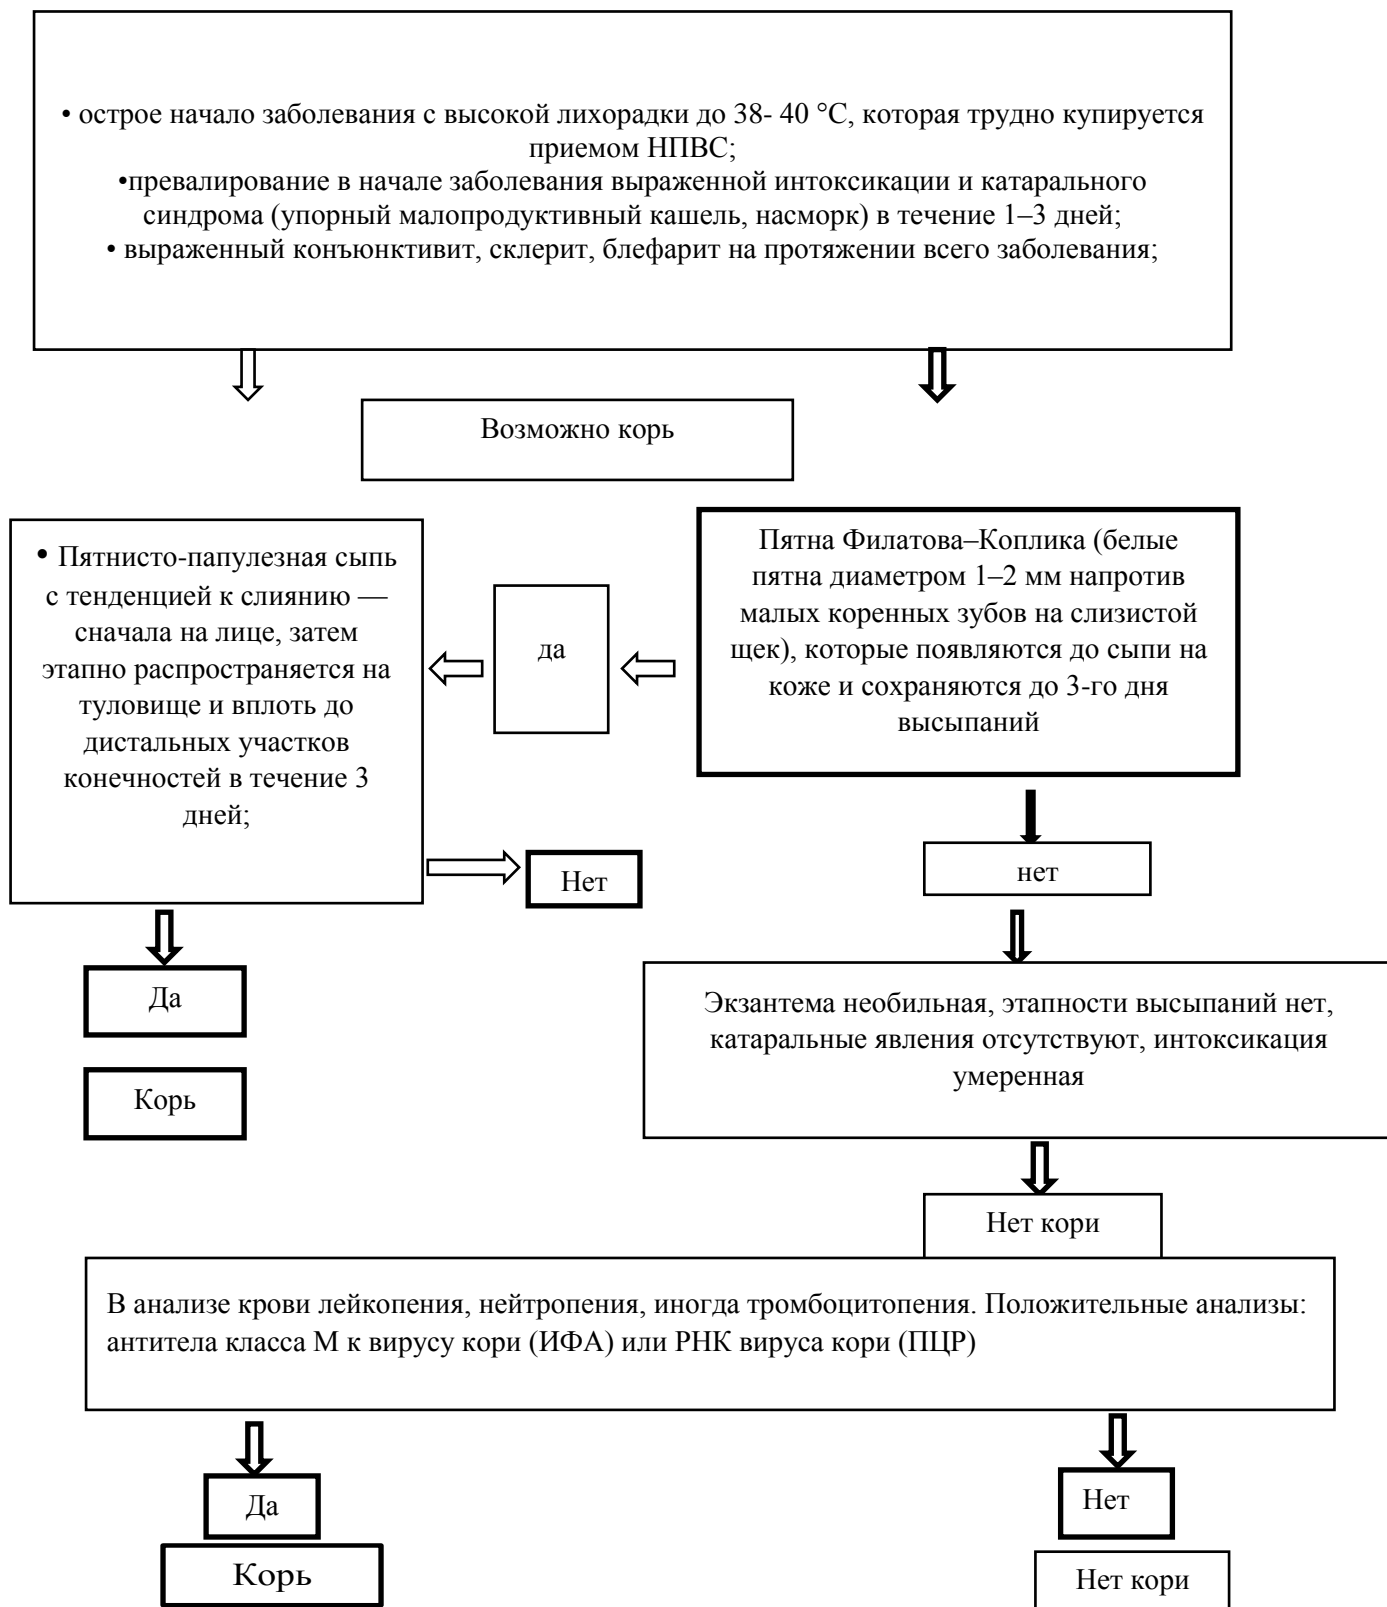 • острое начало заболевания с высокой лихорадки до 38- 40 °C, которая трудно купируется
приемом НПВС;
•превалирование в начале заболевания выраженной интоксикации и катарального
синдрома (упорный малопродуктивный кашель, насморк) в течение 1–3 дней;
• выраженный конъюнктивит, склерит, блефарит на протяжении всего заболевания;
Возможно корь
• Пятнисто-папулезная сыпь
с тенденцией к слиянию —
сначала на лице, затем
этапно распространяется на
туловище и вплоть до
дистальных участков
конечностей в течение 3
дней;
да
Пятна Филатова–Коплика (белые
пятна диаметром 1–2 мм напротив
малых коренных зубов на слизистой
щек), которые появляются до сыпи на
коже и сохраняются до 3-го дня
высыпаний
Нет
нет
Да
Корь
Экзантема необильная, этапности высыпаний нет,
катаральные явления отсутствуют, интоксикация
умеренная
Нет кори
В анализе крови лейкопения, нейтропения, иногда тромбоцитопения. Положительные анализы:
антитела класса М к вирусу кори (ИФА) или РНК вируса кори (ПЦР)
Да
Нет
Корь
Нет кори